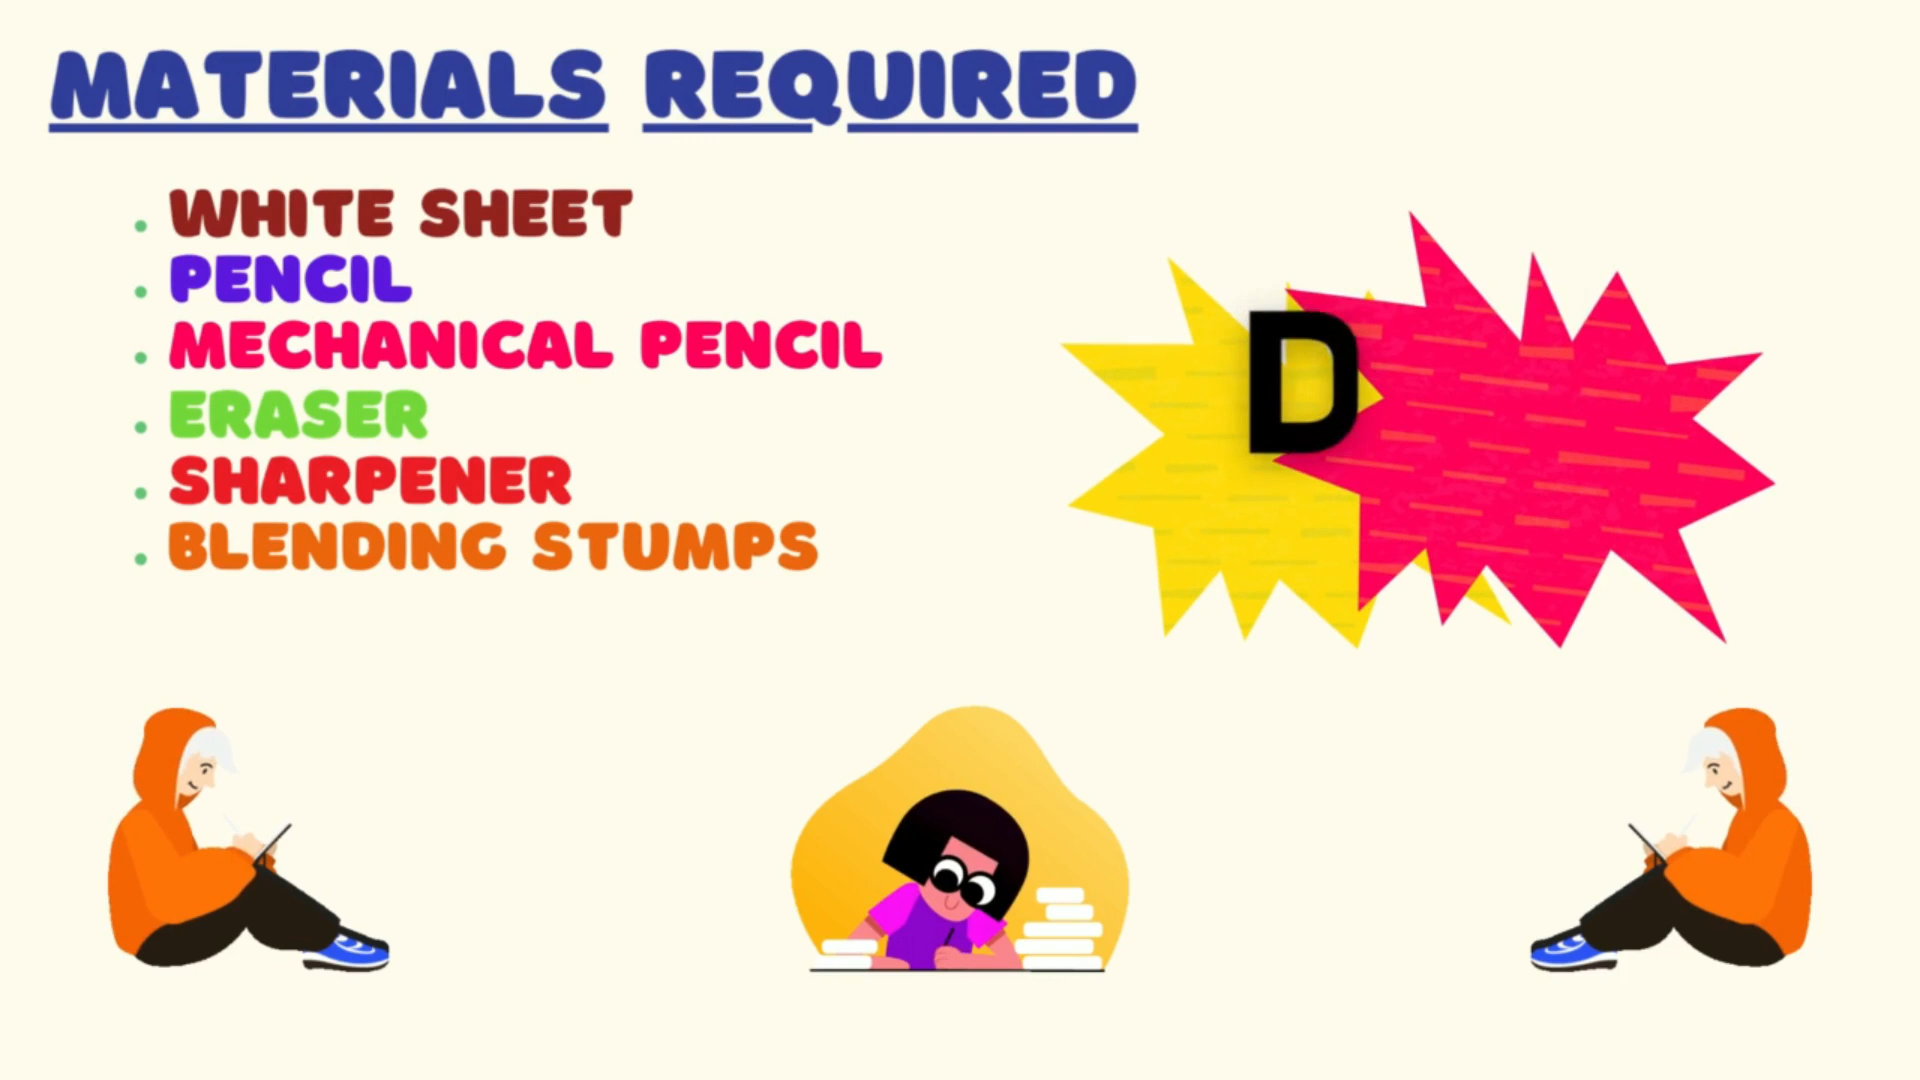 MATERIALS REQUIRED
• WHITE SHEET
• PENCIL
• MECHANICAL PENCIL
• ERASER
• SHARPENER
• BLENDING STUMPS
D